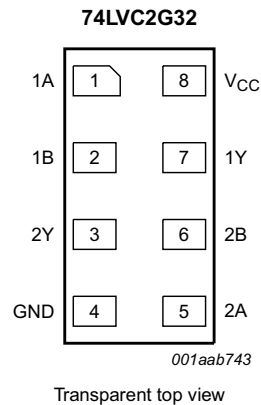 74LVC2G32
1A 1 8 VCC
1B 2 7 1Y
2Y 3 6 2B
GND 4 5 2A
001aab743
Transparent top view